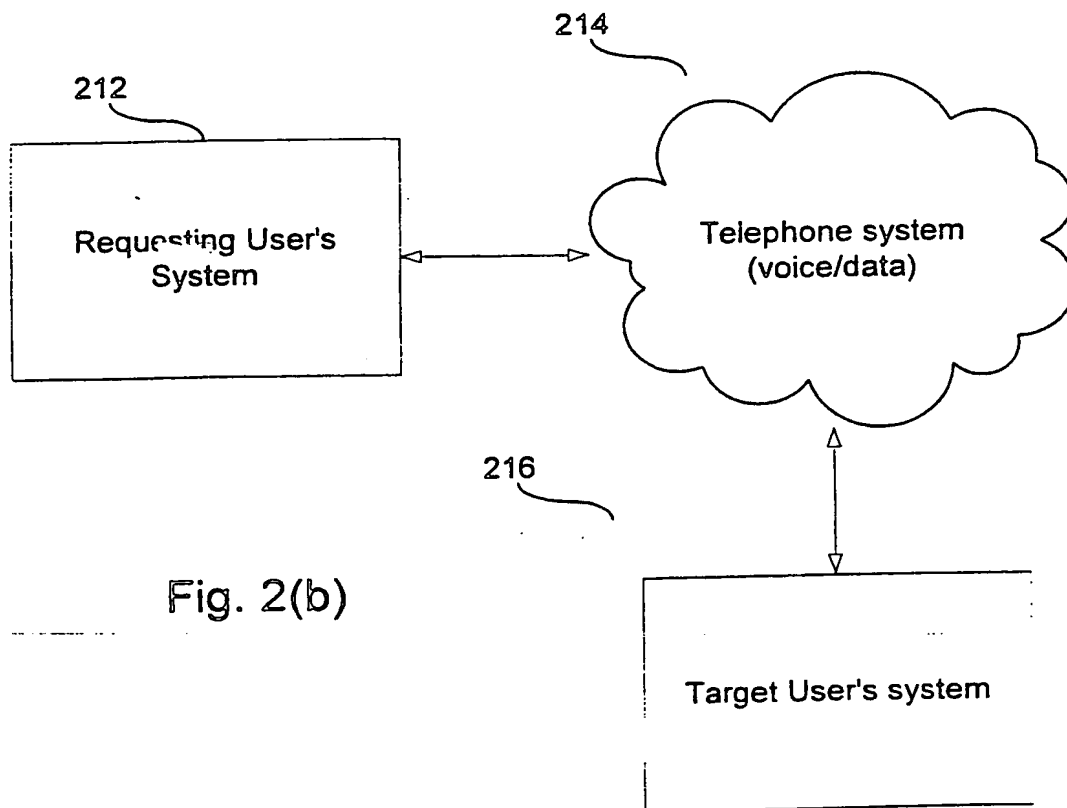 214
212
Requesting User's
System
Telephone system
(voice/data)
216
Fig. 2(b)
Target User's system